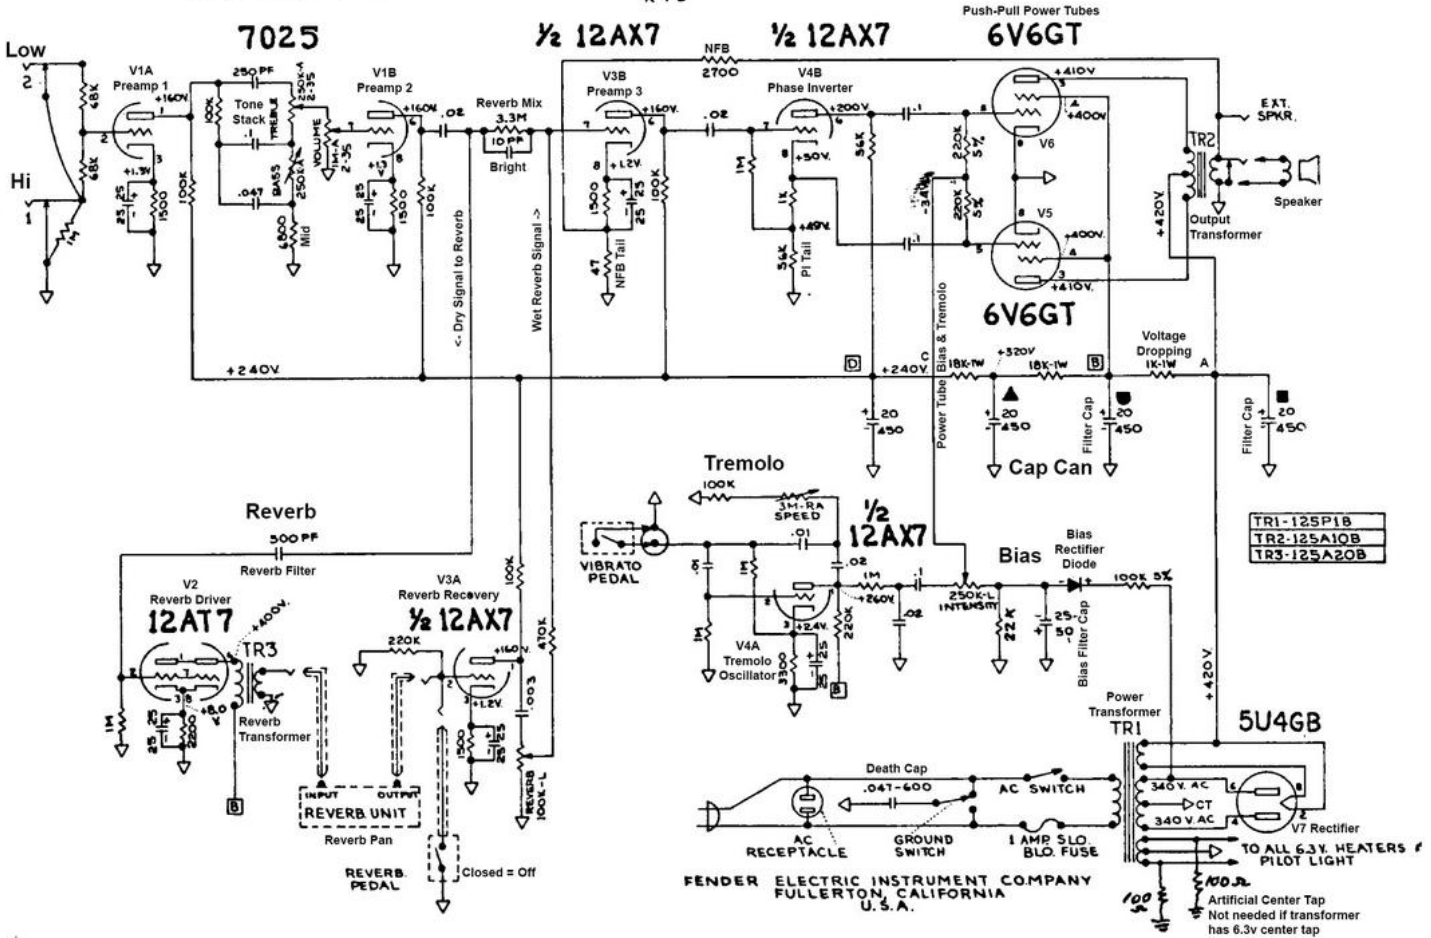 Push-Pull Power Tubes
7025
½ 12AX7
½ 12AX7
6V6GT
Low
2
V1A
Preamp 1
250 PF
V1B
Preamp 2
Reverb Mix
3.3M
10 PF
Bright
V3B
Preamp 3
NFB
2700
V4B
Phase Inverter
+410V
+400V
V6
EXT.
SPKR.
TR2
68K
+160V.
100K
Tone
Stack
TREBLE
250K-A
VOLUME
1M-A
.02
+160V.
+160V.
.02
+200V
.1
220K
5%
Hi
1
68K
1M
+1.3V
25 25
1500
100K
.1
.047
BASS
250K-A
6800
Mid
25 25
1500
100K
+1.2V.
1500
25 25
100K
47
NFB Tail
1M
+50V.
1K
+49V.
56K
PI Tail
56K
220K
5%
.1
V5
+400V.
+410V.
6V6GT
+420V.
Output
Transformer
Speaker
<- Dry Signal to Reverb
Wet Reverb Signal ->
Power Tube Bias & Tremolo
+240V.
D
C
+240V.
18K-1W
+320V
18K-1W
B
Voltage
Dropping
1K-1W
A
20
450
20
450
Filter Cap
20
450
Filter Cap
20
450
Cap Can
Tremolo
100K
3M-RA
SPEED
½
12AX7
VIBRATO
PEDAL
.01
1M
.01
.02
1M
+260V.
.1
250K-L
INTENSITY
Bias
Bias
Rectifier
Diode
100K 5%
TR1-125P1B
TR2-125A10B
TR3-125A20B
1M
V4A
Tremolo
Oscillator
+2.4V.
3300
25 25
220K
B
.02
22K
25-
50-
Bias Filter Cap
+420V.
Reverb
500 PF
Reverb Filter
V2
Reverb Driver
12AT7
+400V.
TR3
V3A
Reverb Recovery
½ 12AX7
100K
470K
220K
+160V.
+8.0
V
Reverb
Transformer
1M
25 25
2200
B
+1.2V.
1500
25 25
.003
REVERB
100K-L
INPUT
OUTPUT
REVERB UNIT
Reverb Pan
REVERB
PEDAL
Closed = Off
Power
Transformer
TR1
5U4GB
Death Cap
.047-600
AC SWITCH
340 V. AC
CT
340 V. AC
V7 Rectifier
AC
RECEPTACLE
GROUND
SWITCH
1 AMP SLO.
BLO. FUSE
TO ALL 6.3V. HEATERS &
PILOT LIGHT
FENDER ELECTRIC INSTRUMENT COMPANY
FULLERTON, CALIFORNIA
U.S.A.
100
Ω
100Ω
Artificial Center Tap
Not needed if transformer
has 6.3v center tap